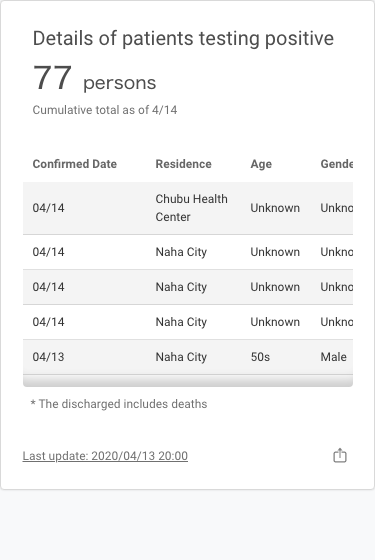 Details of patients testing positive
77 persons
Cumulative total as of 4/14
Confirmed Date Residence Age Gende
04/14 Chubu Health Center Unknown Unkno
04/14 Naha City Unknown Unkno
04/14 Naha City Unknown Unkno
04/14 Naha City Unknown Unkno
04/13 Naha City 50s Male
* The discharged includes deaths
Last update: 2020/04/13 20:00